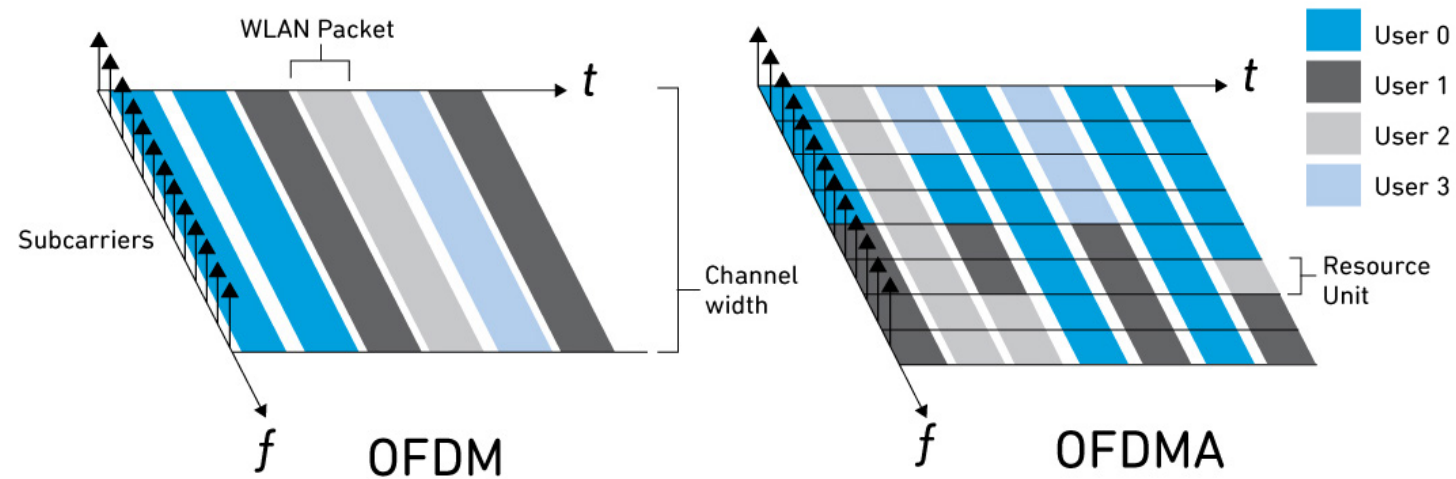 WLAN Packet
t
Subcarriers
Channel
width
f
OFDM
t
User 0
User 1
User 2
User 3
Resource
Unit
f
OFDMA